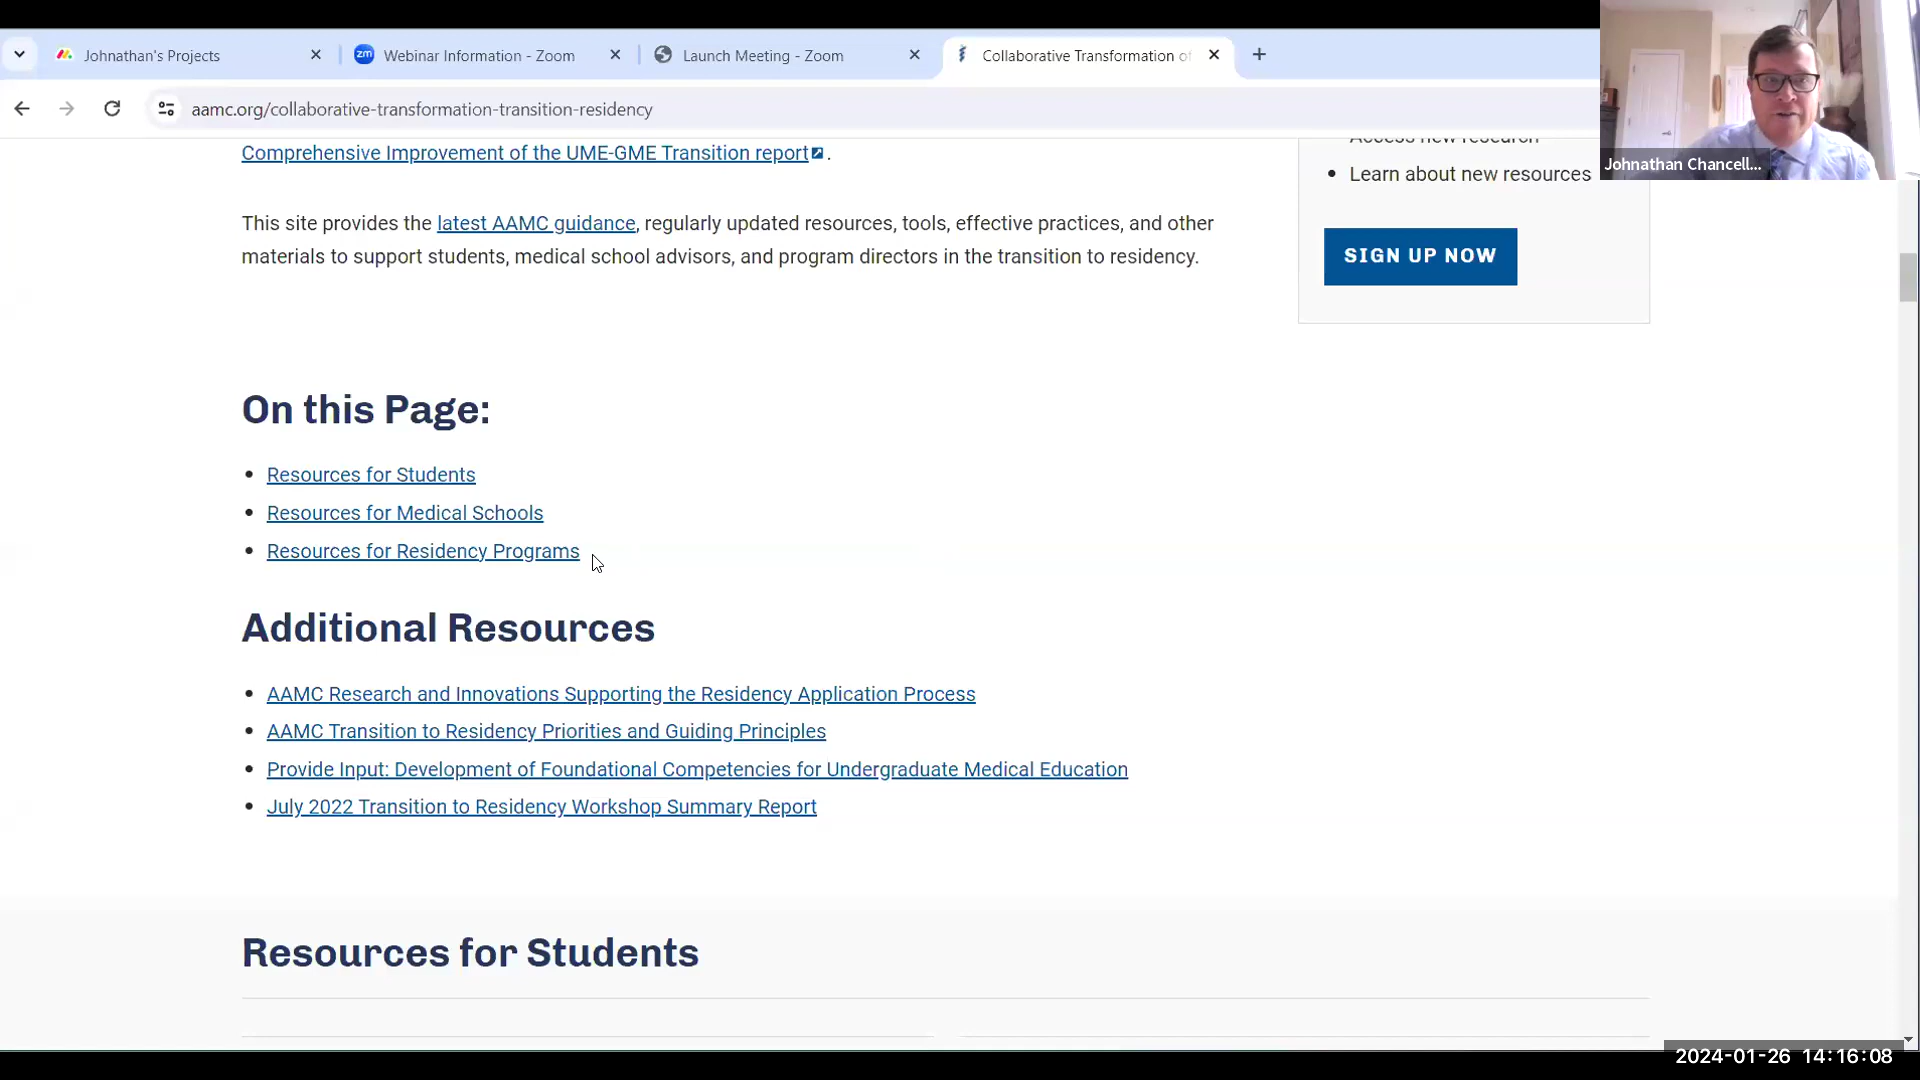 Johnathan's Projects
Webinar Information - Zoom
Launch Meeting - Zoom
Collaborative Transformation of
aamc.org/collaborative-transformation-transition-residency
Johnathan Chancell...
Comprehensive Improvement of the UME-GME Transition report .
This site provides the latest AAMC guidance, regularly updated resources, tools, effective practices, and other
materials to support students, medical school advisors, and program directors in the transition to residency.
Access new research
• Learn about new resources
SIGN UP NOW
On this Page:
• Resources for Students
• Resources for Medical Schools
• Resources for Residency Programs
Additional Resources
• AAMC Research and Innovations Supporting the Residency Application Process
• AAMC Transition to Residency Priorities and Guiding Principles
• Provide Input: Development of Foundational Competencies for Undergraduate Medical Education
• July 2022 Transition to Residency Workshop Summary Report
Resources for Students
2024-01-26 14:16:08